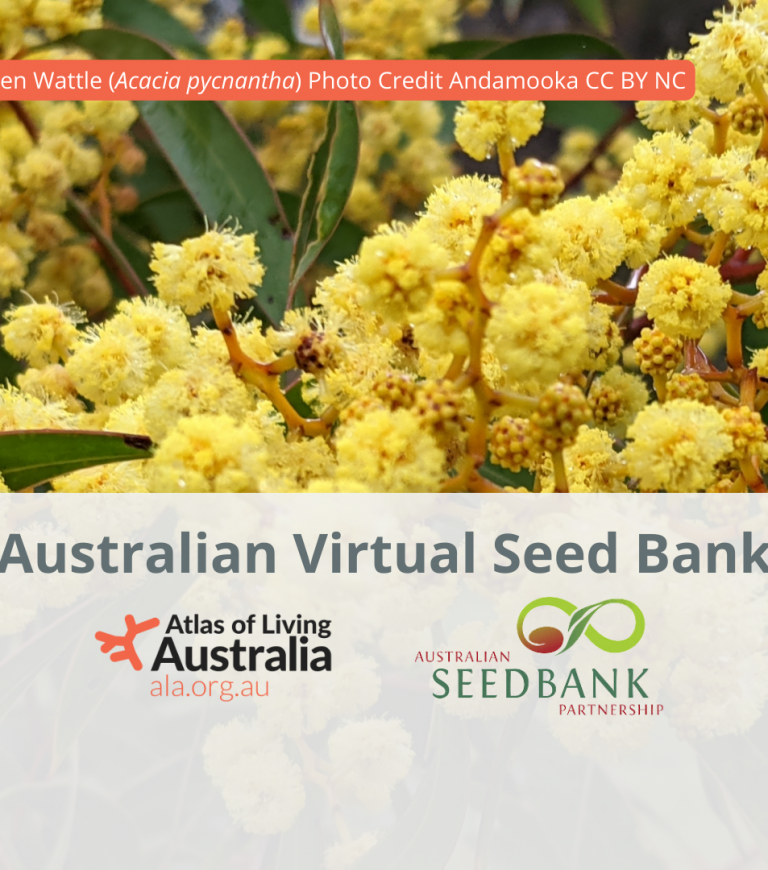 en Wattle (Acacia pycnantha) Photo Credit Andamooka CC BY NC
Australian Virtual Seed Bank
Atlas of Living
Australia
ala.org.au
AUSTRALIAN
SEEDBANK
PARTNERSHIP